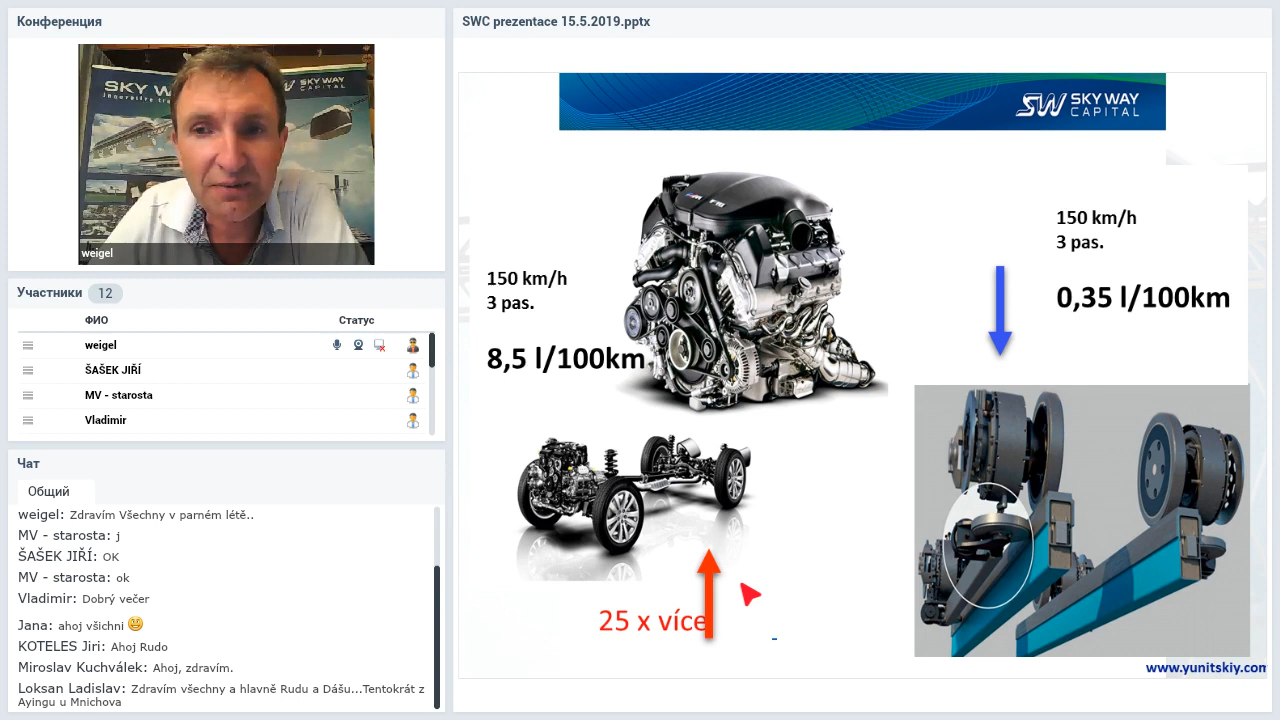 Конференция
SKY WAY
CAPITAL
weigel
Участники 12
ФИО Статус
weigel
ŠAŠEK JIŘÍ
MV - starosta
Vladimir
Чат
Общий
weigel: Zdravím Všechny v parném létě..
MV - starosta: j
ŠAŠEK JIŘÍ: OK
MV - starosta: ok
Vladimir: Dobrý večer
Jana: ahoj všichni
KOTELES Jiri: Ahoj Rudo
Miroslav Kuchválek: Ahoj, zdravím.
Loksan Ladislav: Zdravím všechny a hlavně Rudu a Dášu...Tentokrát z
Ayingu u Mnichova
SWC prezentace 15.5.2019.pptx
SW SKY WAY
CAPITAL
150 km/h
3 pas.
8,5 l/100km
150 km/h
3 pas.
0,35 l/100km
25 x více
www.yunitskiy.com